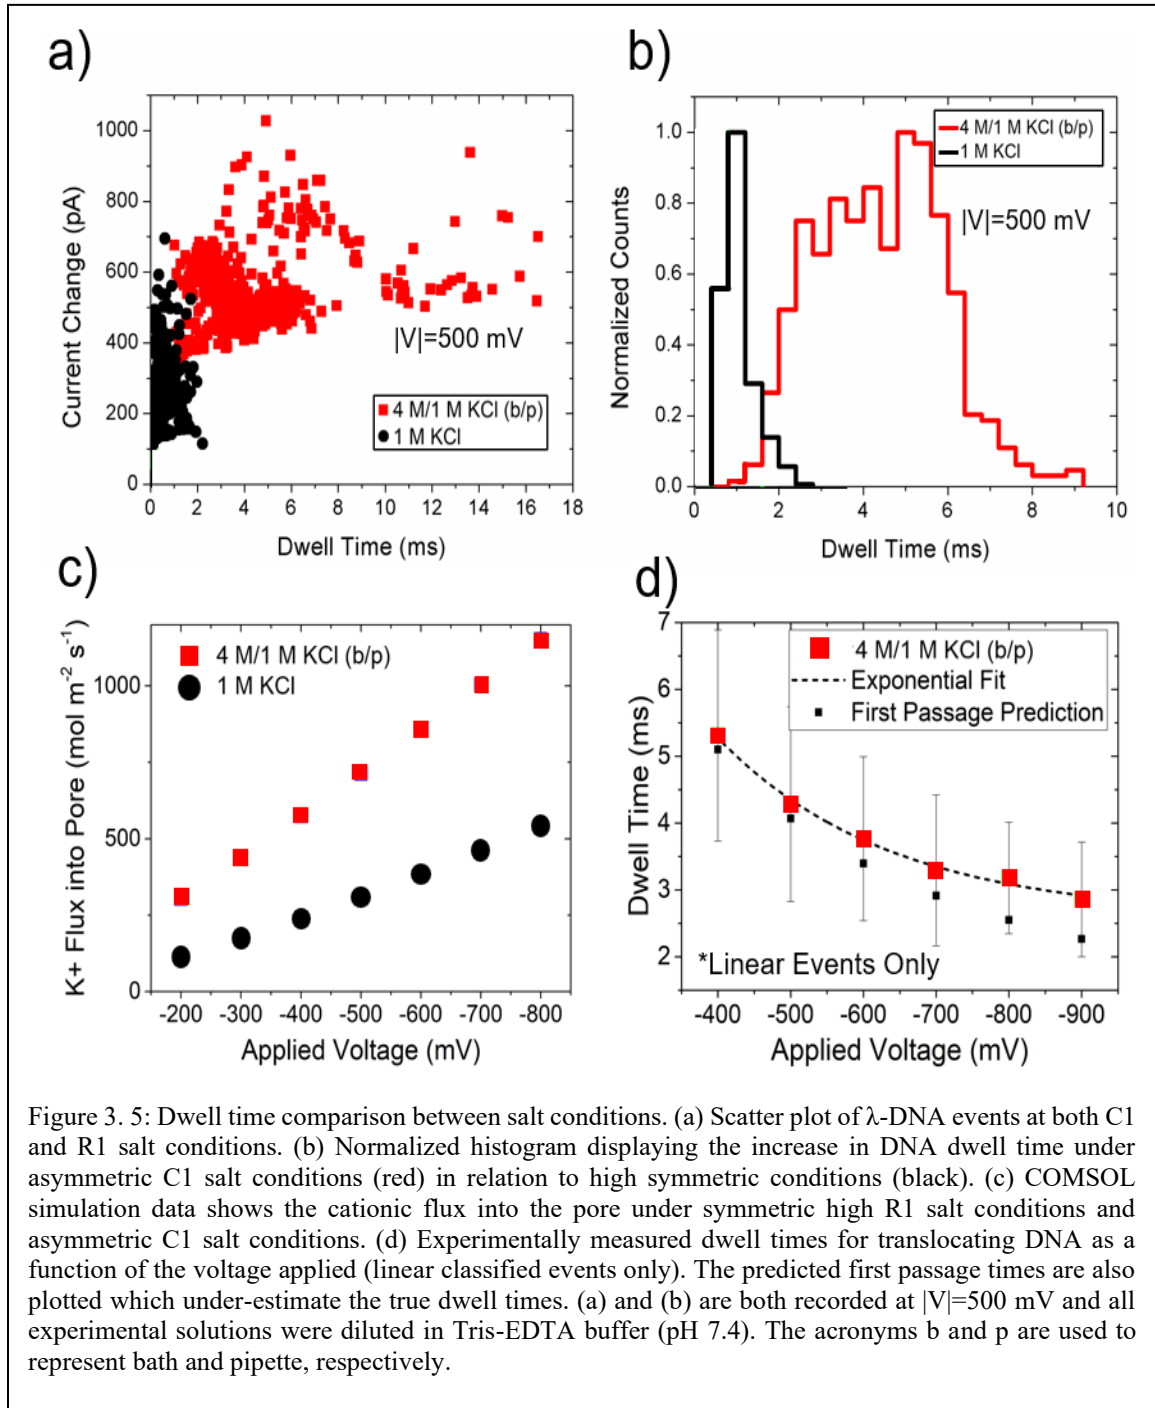 a)
1000
800
600
400
200
0
Current Change (pA)
|V|=500 mV
4 M/1 M KCl (b/p)
1 M KCl
0 2 4 6 8 10 12 14 16 18
Dwell Time (ms)
b)
1.0
0.8
0.6
0.4
0.2
0.0
Normalized Counts
4 M/1 M KCl (b/p)
1 M KCl
|V|=500 mV
0 2 4 6 8 10
Dwell Time (ms)
c)
1000
500
0
K+ Flux into Pore (mol m⁻² s⁻¹)
4 M/1 M KCl (b/p)
1 M KCl
-200 -300 -400 -500 -600 -700 -800
Applied Voltage (mV)
d)
7
6
5
4
3
2
Dwell Time (ms)
4 M/1 M KCl (b/p)
Exponential Fit
First Passage Prediction
*Linear Events Only
-400 -500 -600 -700 -800 -900
Applied Voltage (mV)
Figure 3. 5: Dwell time comparison between salt conditions. (a) Scatter plot of λ-DNA events at both C1
and R1 salt conditions. (b) Normalized histogram displaying the increase in DNA dwell time under
asymmetric C1 salt conditions (red) in relation to high symmetric conditions (black). (c) COMSOL
simulation data shows the cationic flux into the pore under symmetric high R1 salt conditions and
asymmetric C1 salt conditions. (d) Experimentally measured dwell times for translocating DNA as a
function of the voltage applied (linear classified events only). The predicted first passage times are also
plotted which under-estimate the true dwell times. (a) and (b) are both recorded at |V|=500 mV and all
experimental solutions were diluted in Tris-EDTA buffer (pH 7.4). The acronyms b and p are used to
represent bath and pipette, respectively.